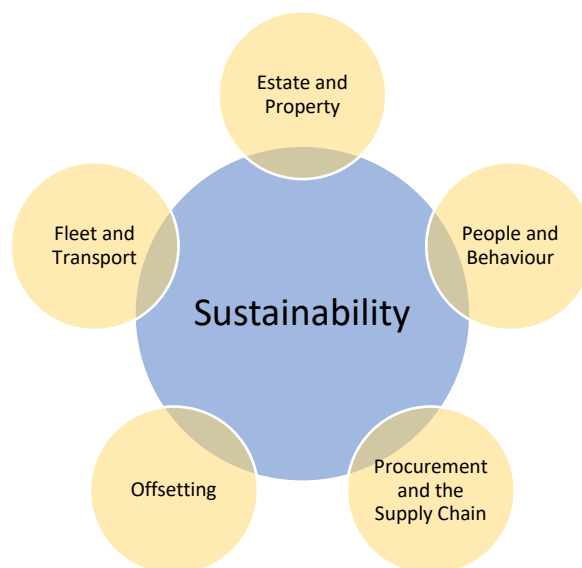 Estate and
Property
Fleet and
Transport
People and
Behaviour
Sustainability
Offsetting
Procurement
and the
Supply Chain